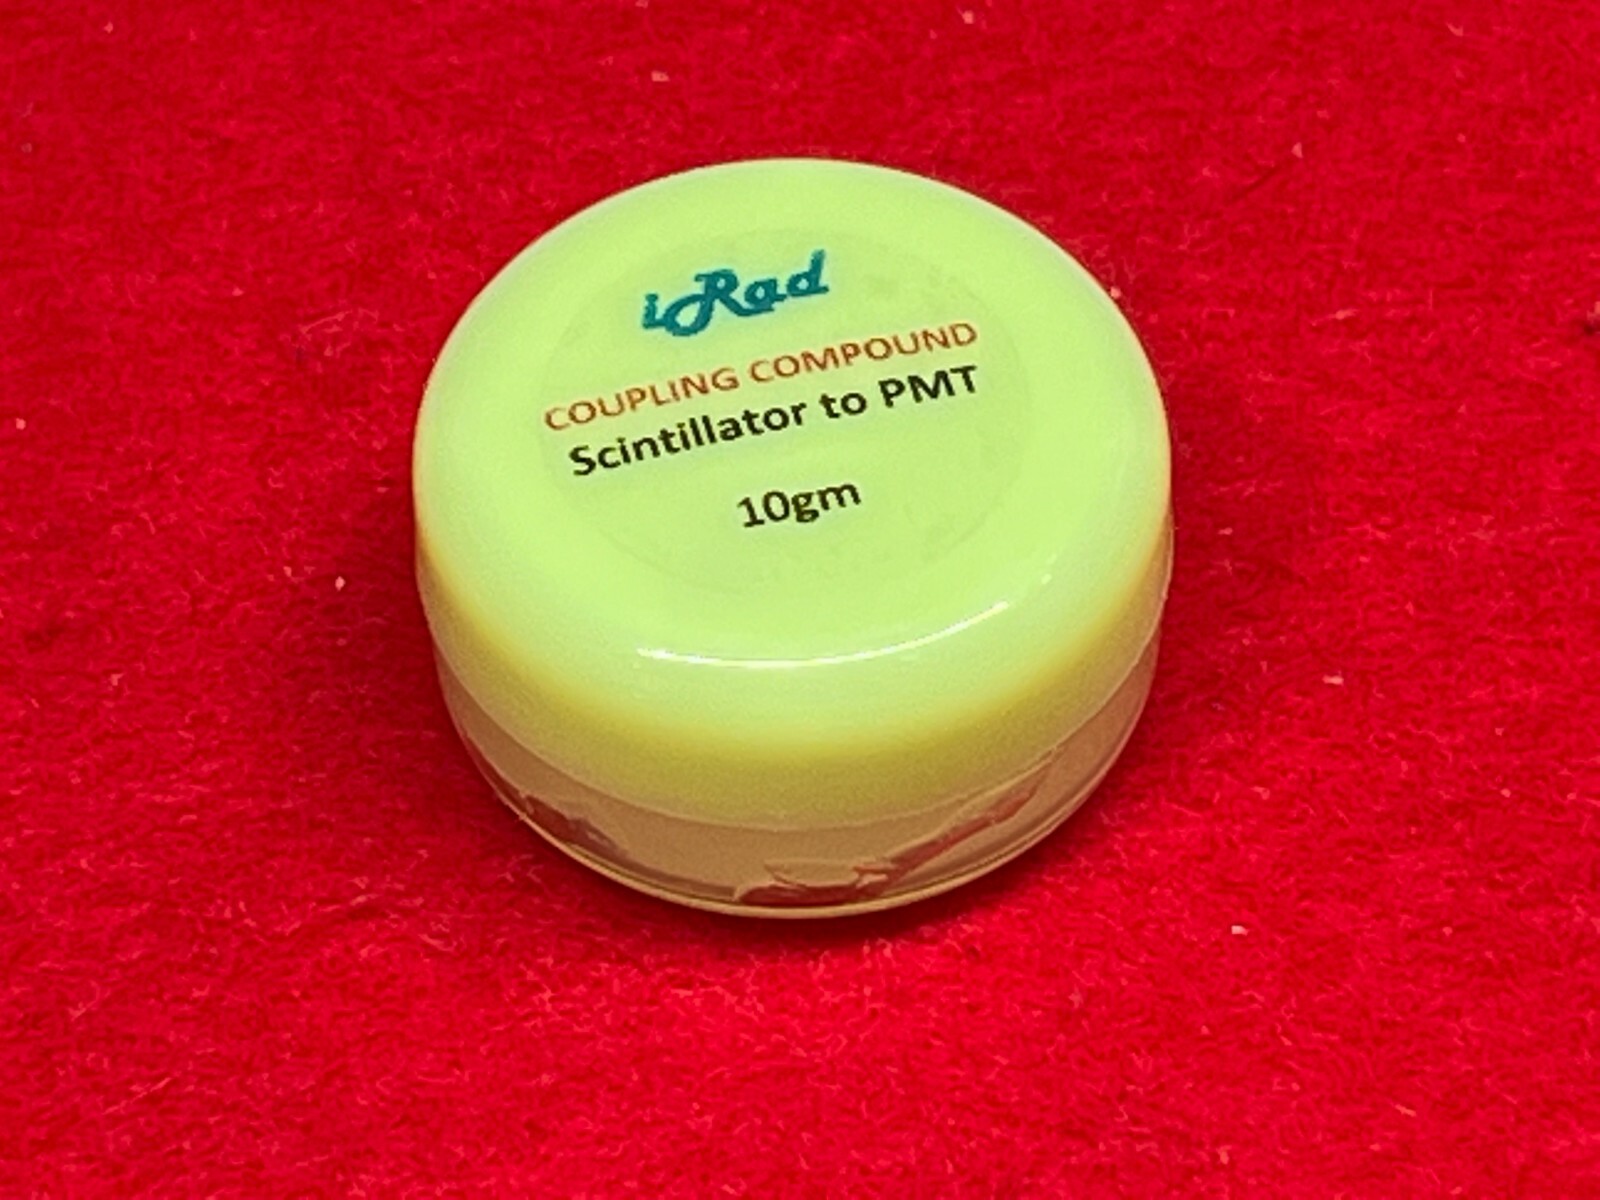 iRad
COUPLING COMPOUND
Scintillator to PMT
10gm